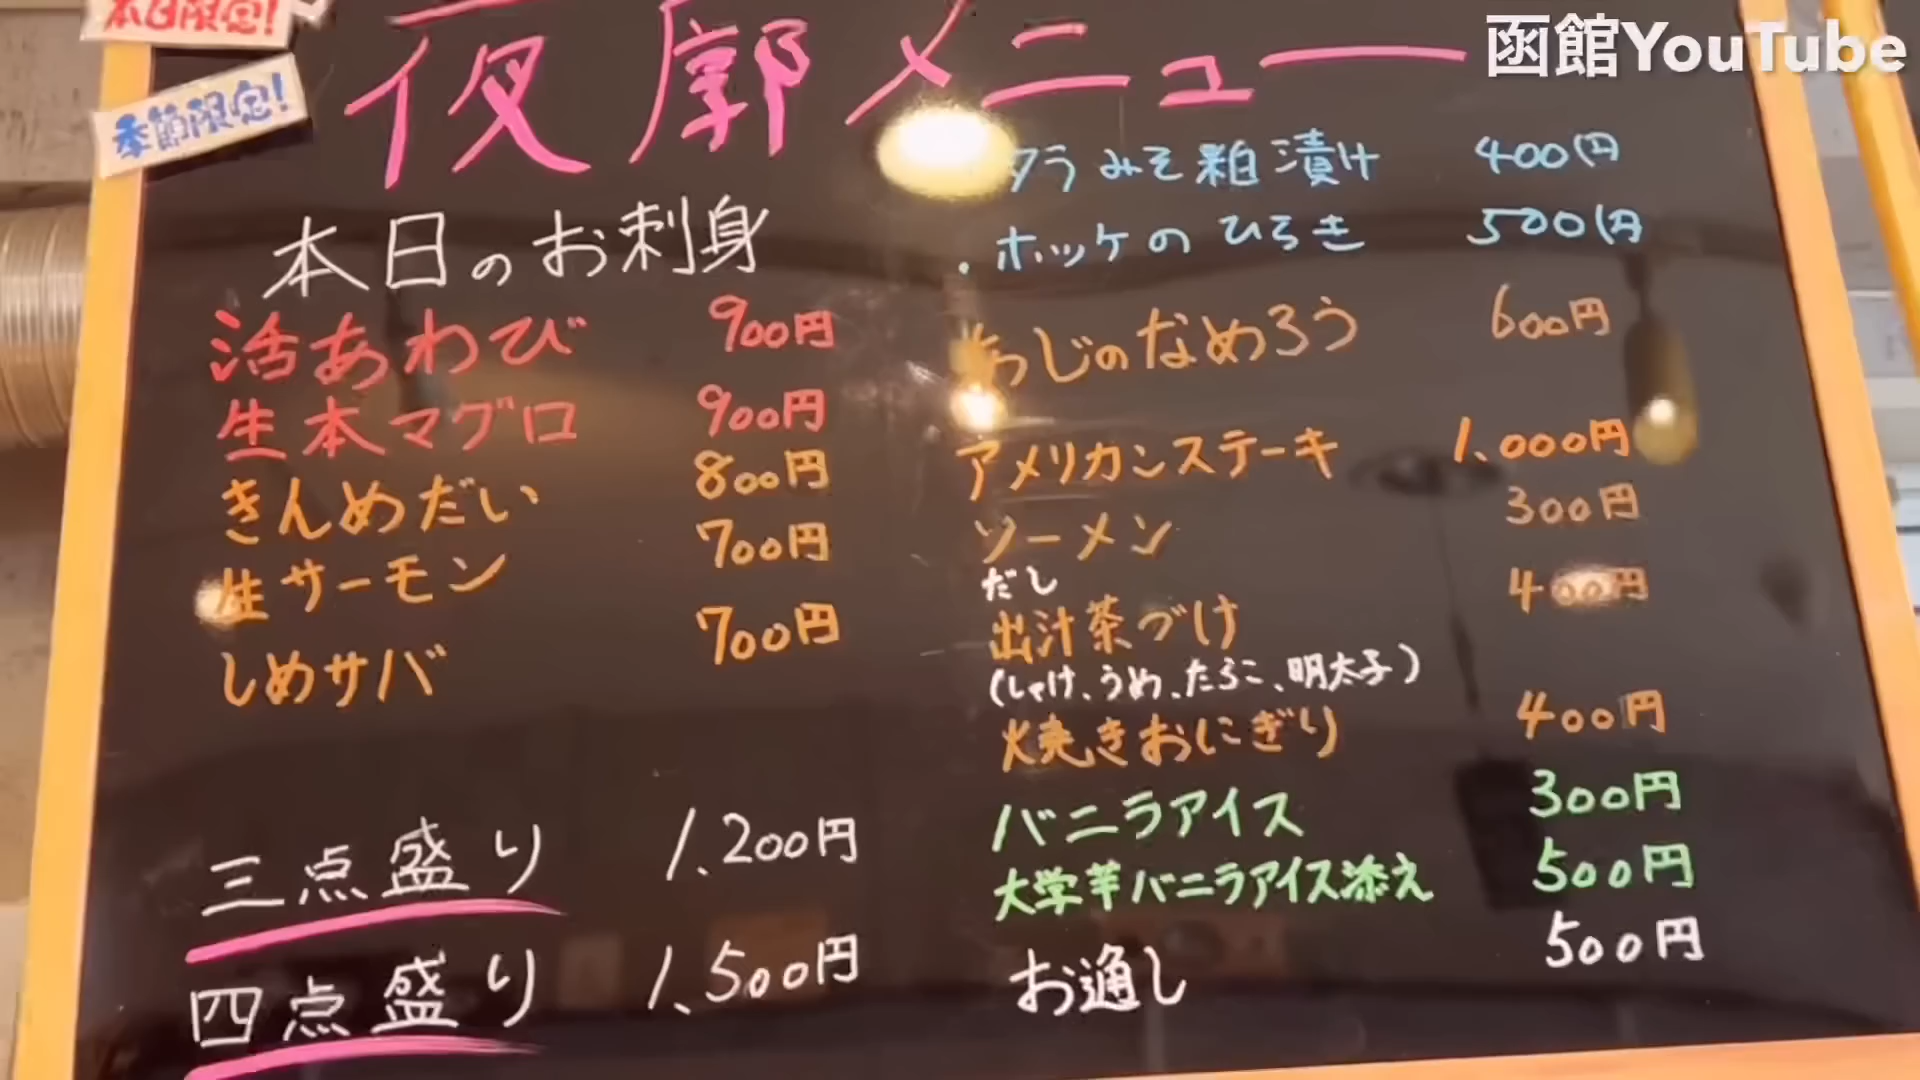 本日限定!
季節限定!
夜廓メニュー
函館YouTube
本日のお刺身
活あわび 900円
生本マグロ 900円
きんめだい 800円
生サーモン 700円
しめサバ 700円
三点盛り 1.200円
四点盛り 1.500円
タラみそ粕漬け 400円
・ホッケのひらき 500円
あじのなめろう 600円
アメリカンステーキ 1.000円
ソーメン 300円
だし
出汁茶づけ 400円
(しゃけ、うめ、たらこ、明太子)
焼きおにぎり 400円
バニラアイス 300円
大学芋バニラアイス添え 500円
お通し 500円